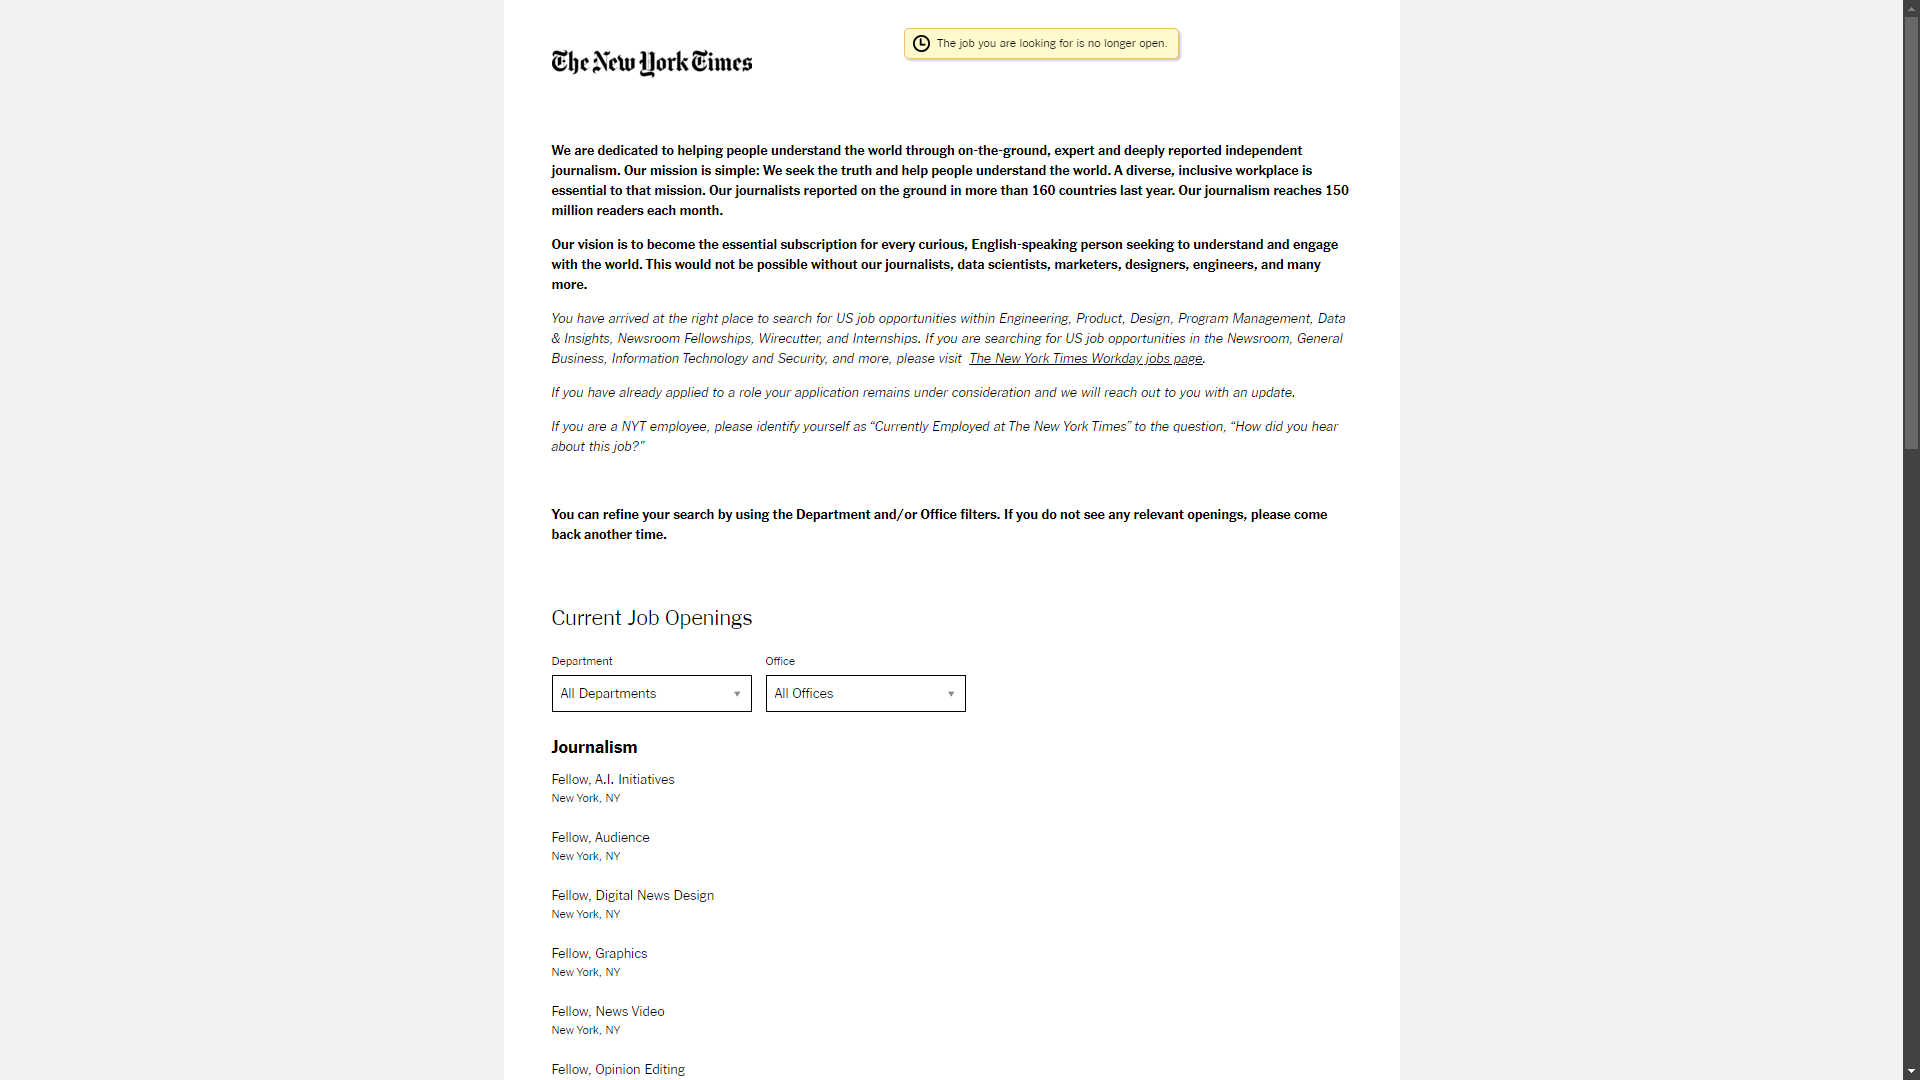 The New York Times
The job you are looking for is no longer open.
We are dedicated to helping people understand the world through on-the-ground, expert and deeply reported independent
journalism. Our mission is simple: We seek the truth and help people understand the world. A diverse, inclusive workplace is
essential to that mission. Our journalists reported on the ground in more than 160 countries last year. Our journalism reaches 150
million readers each month.
Our vision is to become the essential subscription for every curious, English-speaking person seeking to understand and engage
with the world. This would not be possible without our journalists, data scientists, marketers, designers, engineers, and many
more.
You have arrived at the right place to search for US job opportunities within Engineering, Product, Design, Program Management, Data
& Insights, Newsroom Fellowships, Wirecutter, and Internships. If you are searching for US job opportunities in the Newsroom, General
Business, Information Technology and Security, and more, please visit The New York Times Workday jobs page.
If you have already applied to a role your application remains under consideration and we will reach out to you with an update.
If you are a NYT employee, please identify yourself as “Currently Employed at The New York Times” to the question, “How did you hear
about this job?”
You can refine your search by using the Department and/or Office filters. If you do not see any relevant openings, please come
back another time.
Current Job Openings
Department Office
All Departments All Offices
Journalism
Fellow, A.I. Initiatives
New York, NY
Fellow, Audience
New York, NY
Fellow, Digital News Design
New York, NY
Fellow, Graphics
New York, NY
Fellow, News Video
New York, NY
Fellow, Opinion Editing